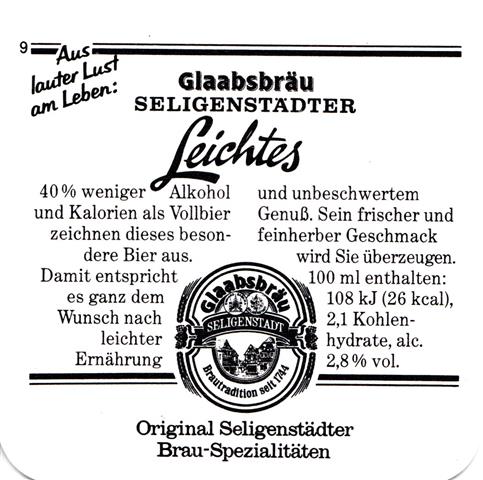 9
Aus
lauter Lust
am Leben:
Glaabsbräu
SELIGENSTÄDTER
Leichtes
40 % weniger Alkohol
und Kalorien als Vollbier
zeichnen dieses beson-
dere Bier aus.
Damit entspricht
es ganz dem
Wunsch nach
leichter
Ernährung
und unbeschwertem
Genuß. Sein frischer und
feinherber Geschmack
wird Sie überzeugen.
100 ml enthalten:
108 kJ (26 kcal),
2,1 Kohlen-
hydrate, alc.
2,8 % vol.
Glaabsbräu
SELIGENSTADT
Brautradition seit 1744
Original Seligenstädter
Brau-Spezialitäten